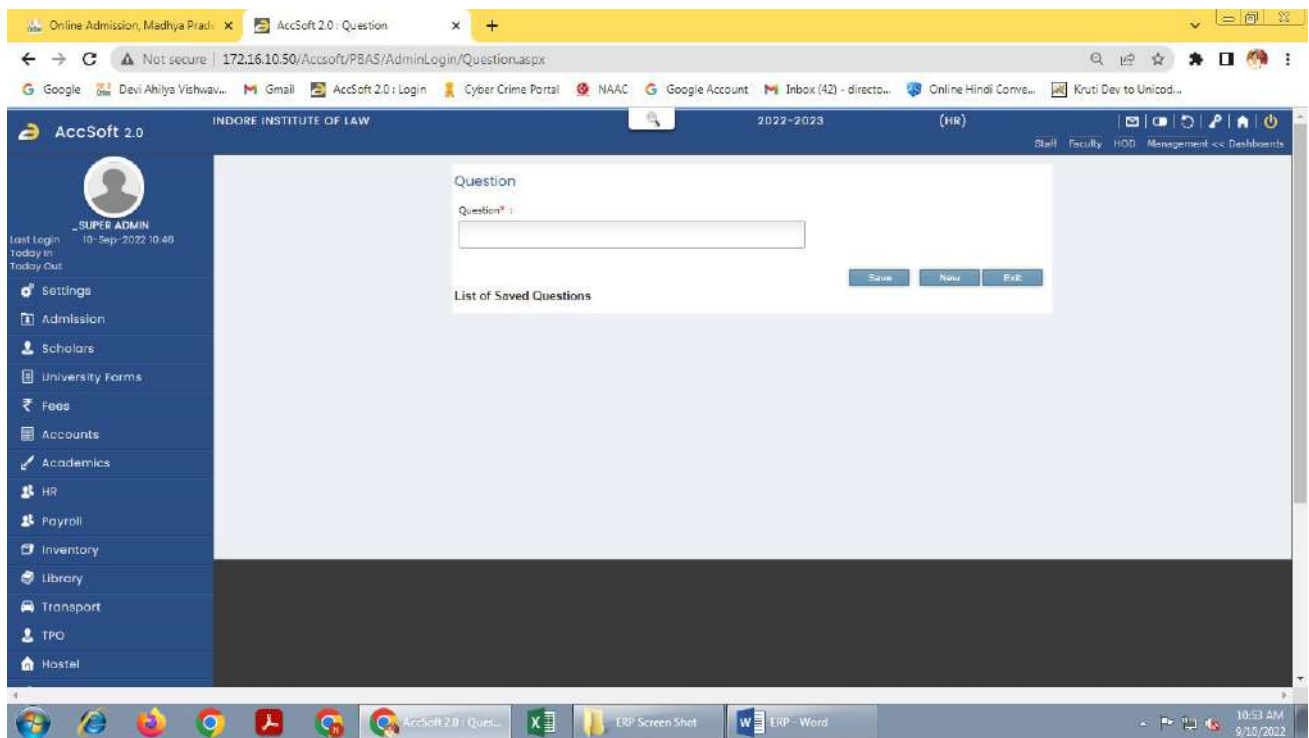 Online Admission, Madhya Prade
AccSoft 2.0 : Question
Not secure | 172.16.10.50/Accsoft/PBAS/AdminLogin/Question.aspx
Google Devi Ahilya Vishwav... Gmail AccSoft 2.0 : Login Cyber Crime Portal NAAC Google Account Inbox (42) - directo... Online Hindi Conve... Kruti Dev to Unicod...
AccSoft 2.0
INDORE INSTITUTE OF LAW 2022-2023 (HR)
Staff Faculty HOD Management << Dashboards
_SUPER ADMIN
Last Login 10-Sep-2022 10:48
Today In
Today Out
Settings
Admission
Scholars
University Forms
₹ Fees
Accounts
Academics
HR
Payroll
Inventory
Library
Transport
TPO
Hostel
Question
Question* :
Save New Exit
List of Saved Questions
AccSoft 2.0 : Ques... ERP Screen Shot ERP - Word
10:53 AM
9/10/2022